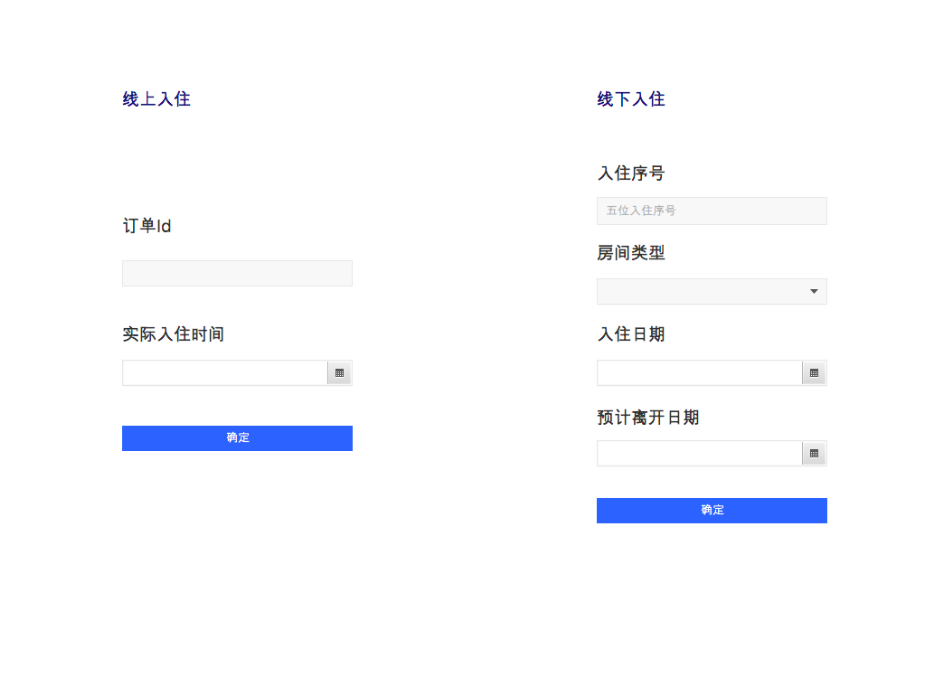 线上入住
订单Id
实际入住时间
确定
线下入住
入住序号
五位入住序号
房间类型
入住日期
预计离开日期
确定